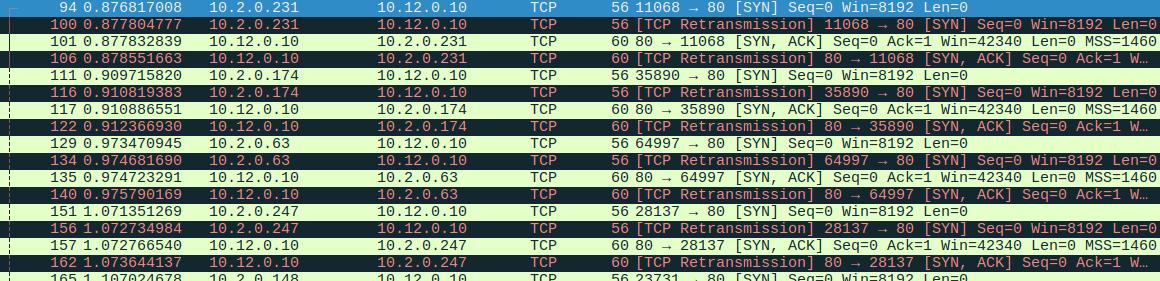 94 0.876817008 10.2.0.231 10.12.0.10 TCP 56 11068 → 80 [SYN] Seq=0 Win=8192 Len=0
100 0.877804777 10.2.0.231 10.12.0.10 TCP 56 [TCP Retransmission] 11068 → 80 [SYN] Seq=0 Win=8192 Len=0
101 0.877832839 10.12.0.10 10.2.0.231 TCP 60 80 → 11068 [SYN, ACK] Seq=0 Ack=1 Win=42340 Len=0 MSS=1460
106 0.878551663 10.12.0.10 10.2.0.231 TCP 60 [TCP Retransmission] 80 → 11068 [SYN, ACK] Seq=0 Ack=1 W…
111 0.909715820 10.2.0.174 10.12.0.10 TCP 56 35890 → 80 [SYN] Seq=0 Win=8192 Len=0
116 0.910819383 10.2.0.174 10.12.0.10 TCP 56 [TCP Retransmission] 35890 → 80 [SYN] Seq=0 Win=8192 Len=0
117 0.910886551 10.12.0.10 10.2.0.174 TCP 60 80 → 35890 [SYN, ACK] Seq=0 Ack=1 Win=42340 Len=0 MSS=1460
122 0.912366930 10.12.0.10 10.2.0.174 TCP 60 [TCP Retransmission] 80 → 35890 [SYN, ACK] Seq=0 Ack=1 W…
129 0.973470945 10.2.0.63 10.12.0.10 TCP 56 64997 → 80 [SYN] Seq=0 Win=8192 Len=0
134 0.974681690 10.2.0.63 10.12.0.10 TCP 56 [TCP Retransmission] 64997 → 80 [SYN] Seq=0 Win=8192 Len=0
135 0.974723291 10.12.0.10 10.2.0.63 TCP 60 80 → 64997 [SYN, ACK] Seq=0 Ack=1 Win=42340 Len=0 MSS=1460
140 0.975790169 10.12.0.10 10.2.0.63 TCP 60 [TCP Retransmission] 80 → 64997 [SYN, ACK] Seq=0 Ack=1 W…
151 1.071351269 10.2.0.247 10.12.0.10 TCP 56 28137 → 80 [SYN] Seq=0 Win=8192 Len=0
156 1.072734984 10.2.0.247 10.12.0.10 TCP 56 [TCP Retransmission] 28137 → 80 [SYN] Seq=0 Win=8192 Len=0
157 1.072766540 10.12.0.10 10.2.0.247 TCP 60 80 → 28137 [SYN, ACK] Seq=0 Ack=1 Win=42340 Len=0 MSS=1460
162 1.073644137 10.12.0.10 10.2.0.247 TCP 60 [TCP Retransmission] 80 → 28137 [SYN, ACK] Seq=0 Ack=1 W…
165 1.107024678 10.2.0.148 10.12.0.10 TCP 56 23731 → 80 [SYN] Seq=0 Win=8192 Len=0